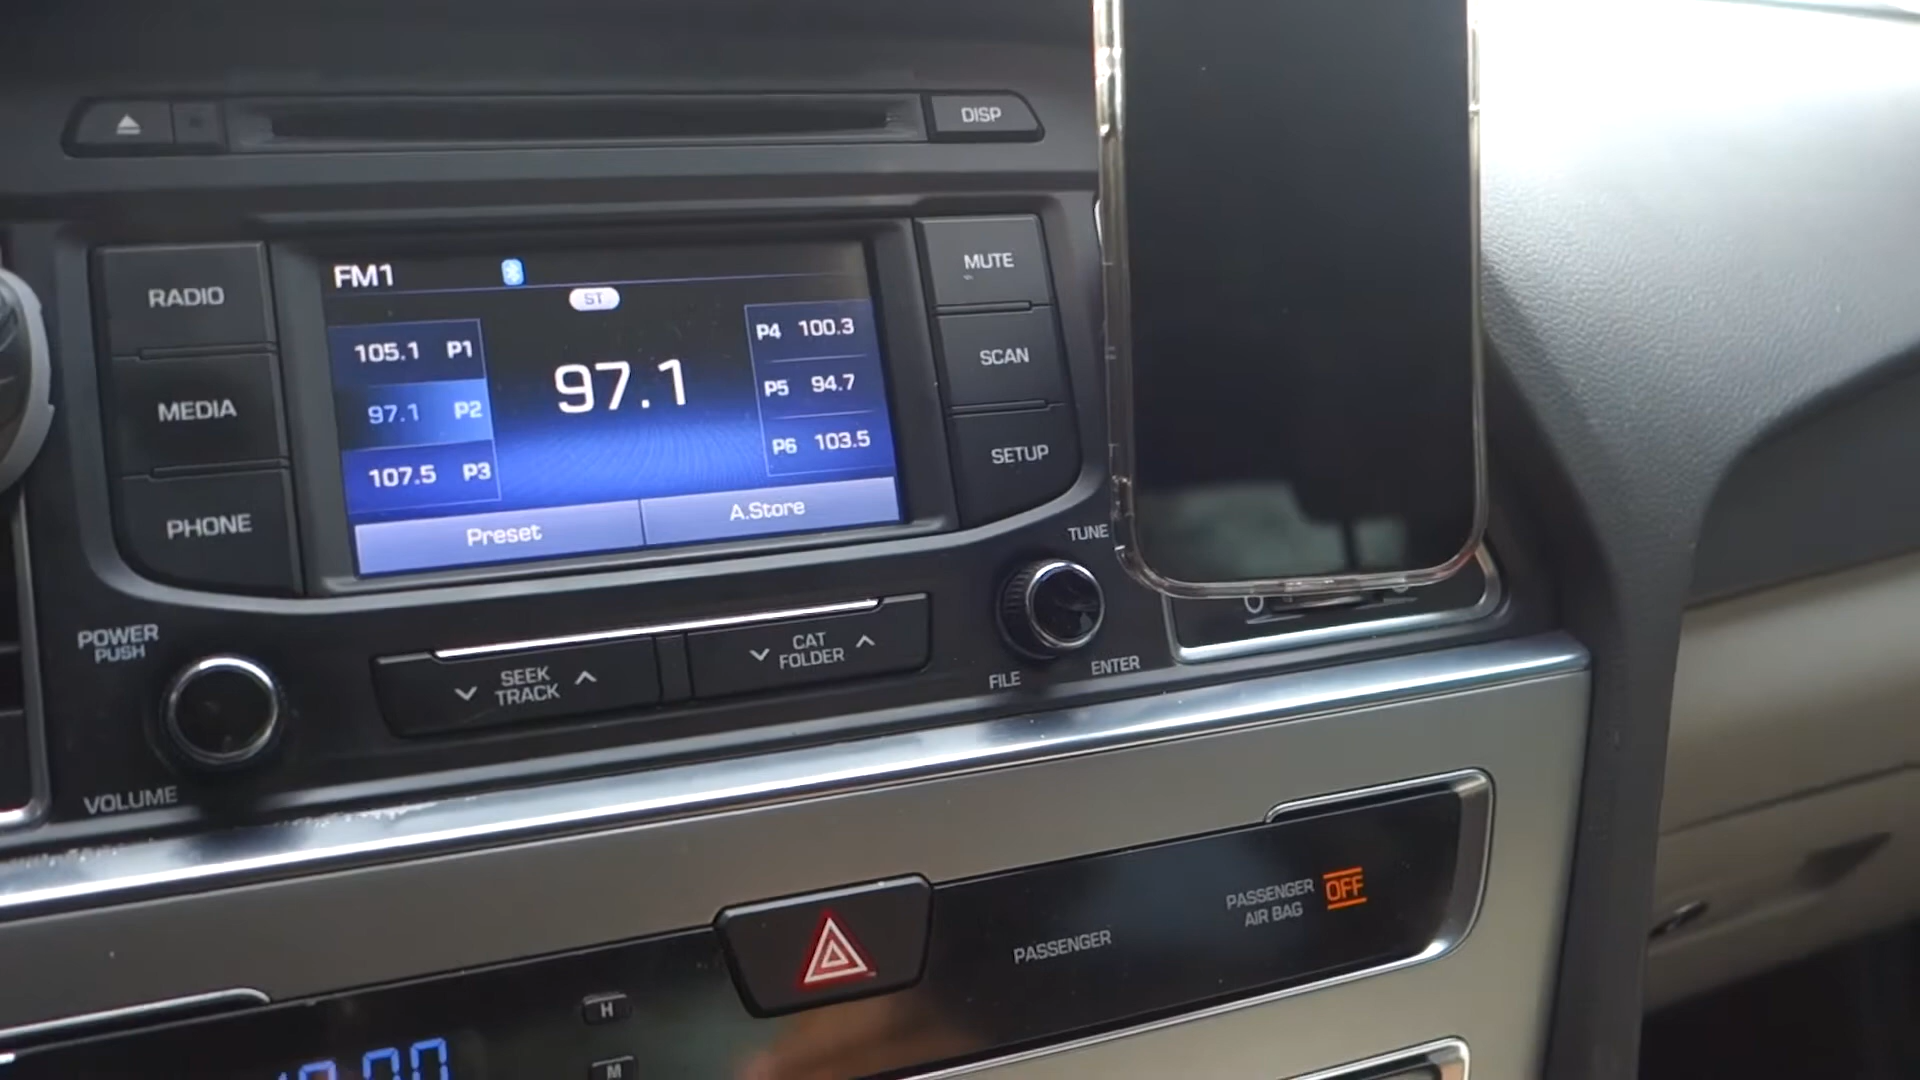 DISP
RADIO
MEDIA
PHONE
FM1
ST
105.1 P1
97.1 P2
107.5 P3
97.1
P4 100.3
P5 94.7
P6 103.5
Preset
A.Store
MUTE
SCAN
SETUP
POWER
PUSH
VOLUME
SEEK
TRACK
CAT
FOLDER
TUNE
FILE
ENTER
PASSENGER
PASSENGER
AIR BAG
OFF
H
M